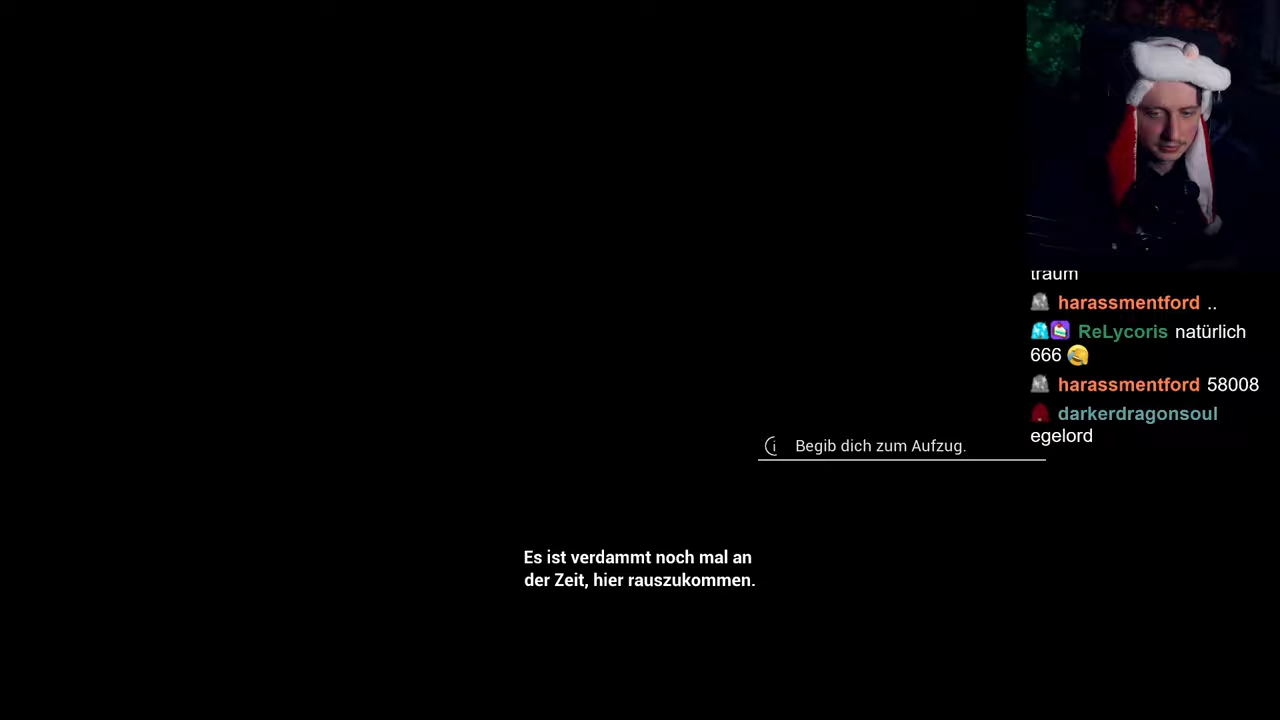 traum
harassmentford ..
ReLycoris natürlich
666
harassmentford 58008
darkerdragonsoul
egelord
Begib dich zum Aufzug.
Es ist verdammt noch mal an
der Zeit, hier rauszukommen.